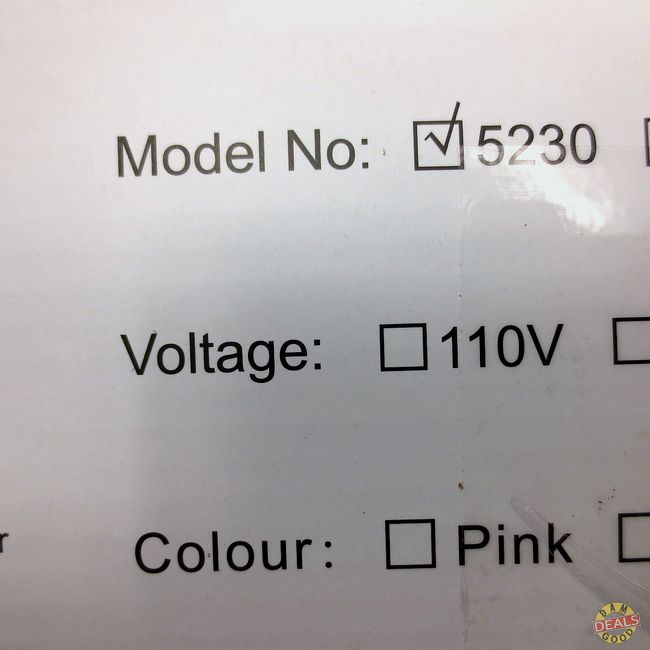 Model No: ☑ 5230
Voltage: ☐ 110V
r
Colour: ☐ Pink
DAM
DEALS
GOOD